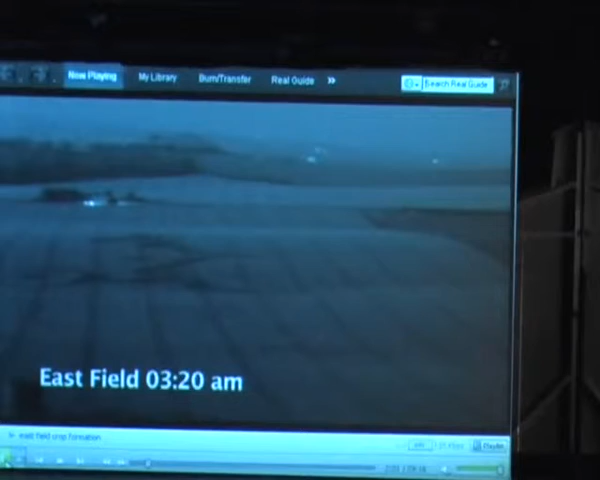 Now Playing My Library Burn/Transfer Real Guide »
Search Real Guide
East Field 03:20 am
east field crop formation